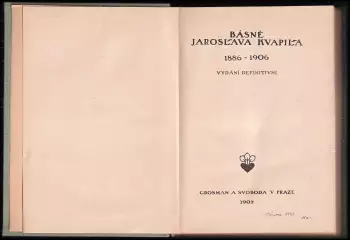 BÁSNĚ
JAROSLAVA KVAPILA
1886 - 1906
VYDÁNÍ DEFINITIVNÍ
GROSMAN A SVOBODA V PRAZE
1907